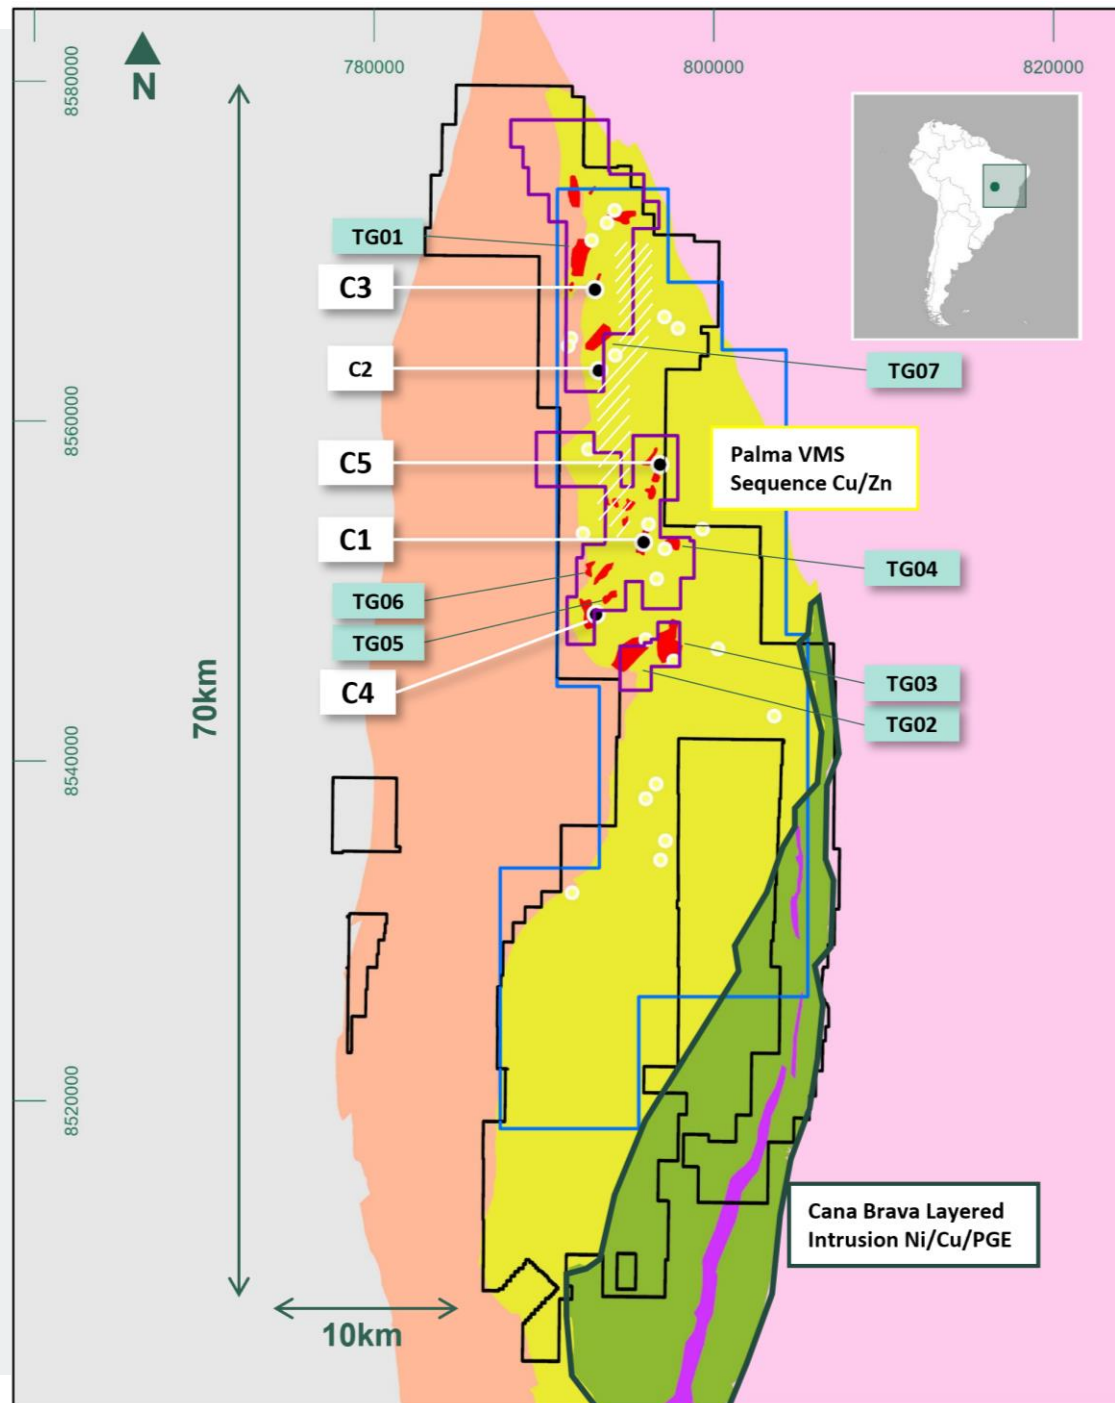 780000
800000
820000
8580000
N
TG01
C3
C2
TG07
8560000
C5
Palma VMS
Sequence Cu/Zn
C1
TG04
TG06
TG05
C4
TG03
TG02
70km
8540000
8520000
Cana Brava Layered
Intrusion Ni/Cu/PGE
10km